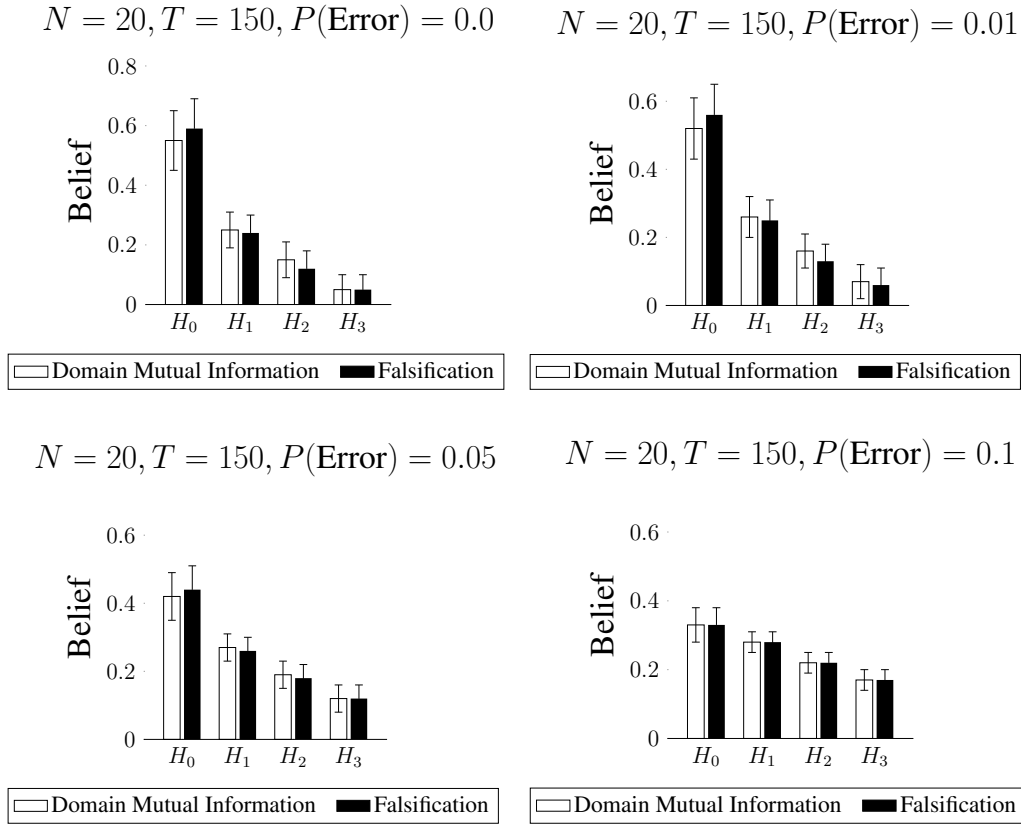 N = 20, T = 150, P(Error) = 0.0
0.8
0.6
0.4
0.2
0
Belief
H₀ H₁ H₂ H₃
Domain Mutual Information Falsification
N = 20, T = 150, P(Error) = 0.01
0.6
0.4
0.2
0
Belief
H₀ H₁ H₂ H₃
Domain Mutual Information Falsification
N = 20, T = 150, P(Error) = 0.05
0.6
0.4
0.2
0
Belief
H₀ H₁ H₂ H₃
Domain Mutual Information Falsification
N = 20, T = 150, P(Error) = 0.1
0.6
0.4
0.2
0
Belief
H₀ H₁ H₂ H₃
Domain Mutual Information Falsification